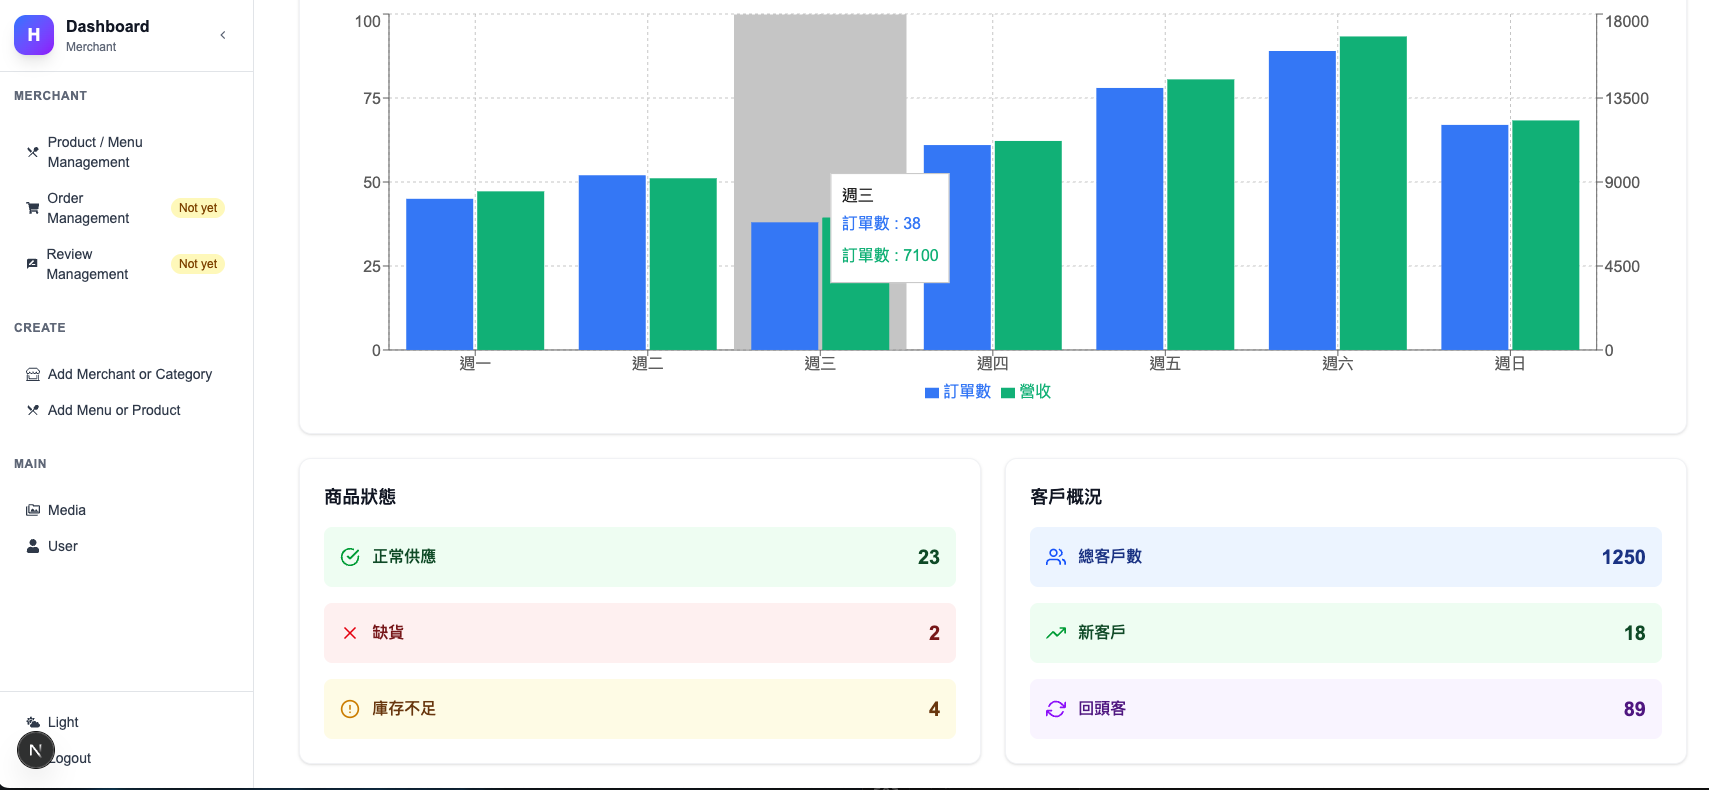 H
Dashboard
Merchant
MERCHANT
Product / Menu
Management
Order
Management
Not yet
Review
Management
Not yet
CREATE
Add Merchant or Category
Add Menu or Product
MAIN
Media
User
Light
Logout
N
100
75
50
25
0
18000
13500
9000
4500
0
週三
訂單數 : 38
訂單數 : 7100
週一
週二
週三
週四
週五
週六
週日
訂單數
營收
商品狀態
正常供應
23
缺貨
2
庫存不足
4
客戶概況
總客戶數
1250
新客戶
18
回頭客
89